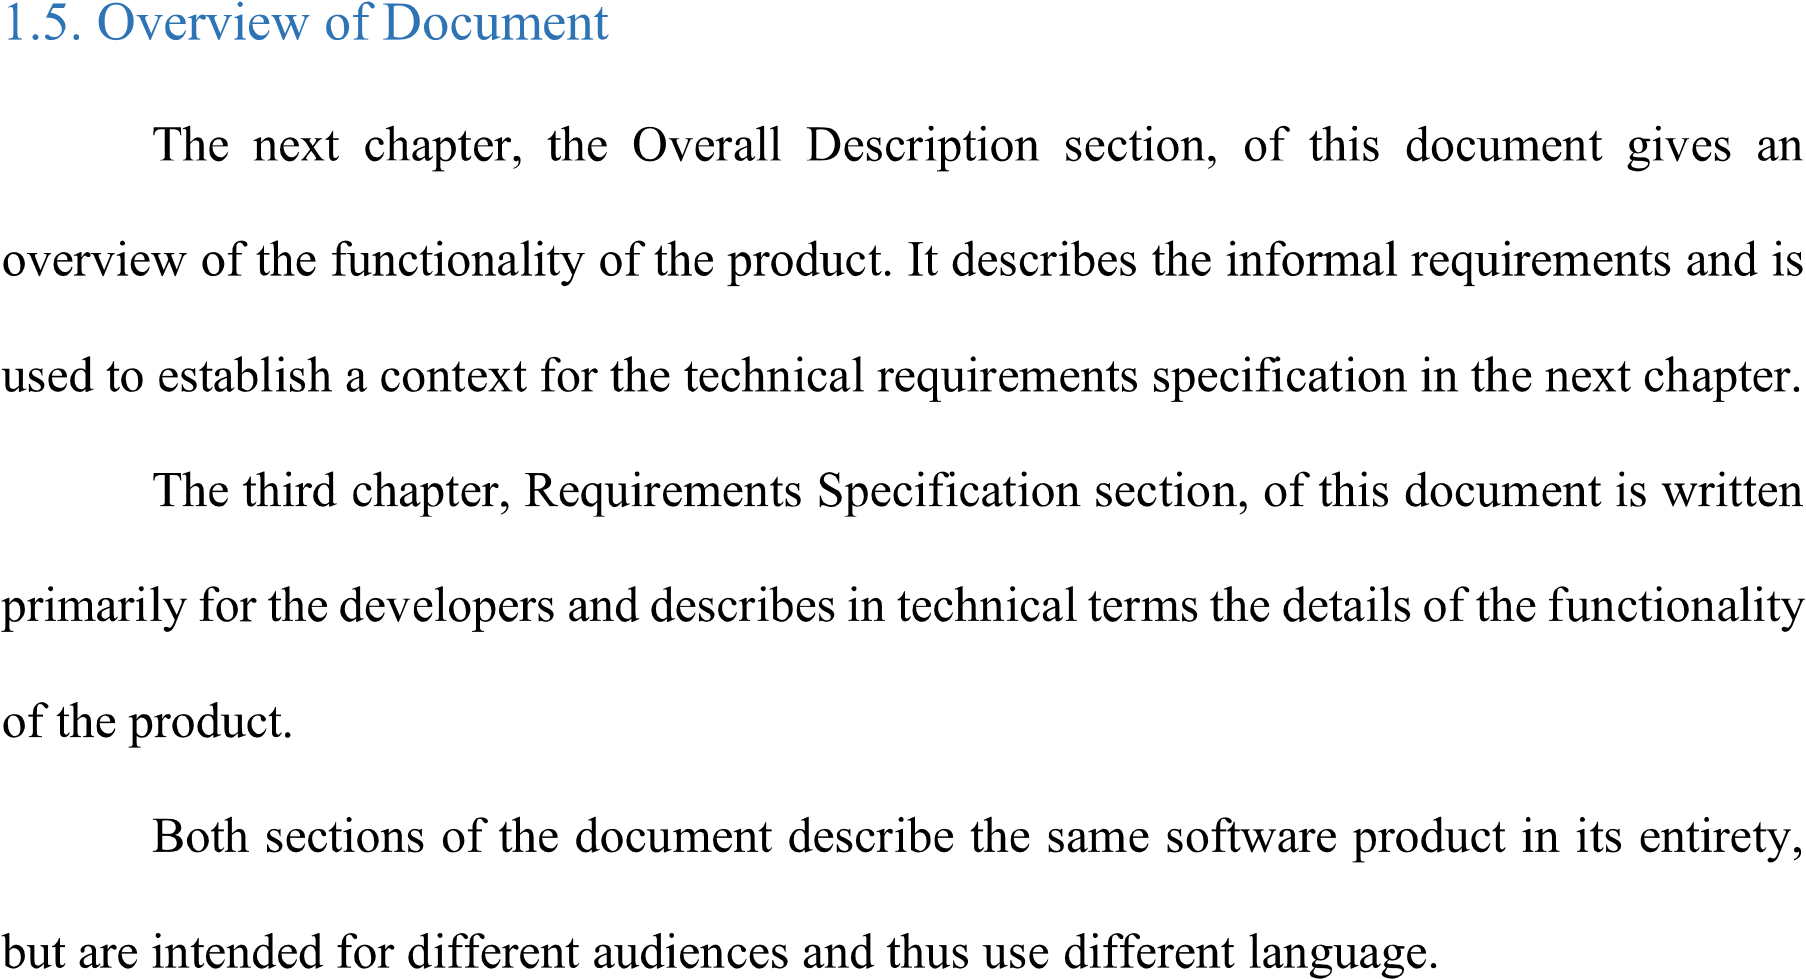 1.5. Overview of Document
The next chapter, the Overall Description section, of this document gives an
overview of the functionality of the product. It describes the informal requirements and is
used to establish a context for the technical requirements specification in the next chapter.
The third chapter, Requirements Specification section, of this document is written
primarily for the developers and describes in technical terms the details of the functionality
of the product.
Both sections of the document describe the same software product in its entirety,
but are intended for different audiences and thus use different language.